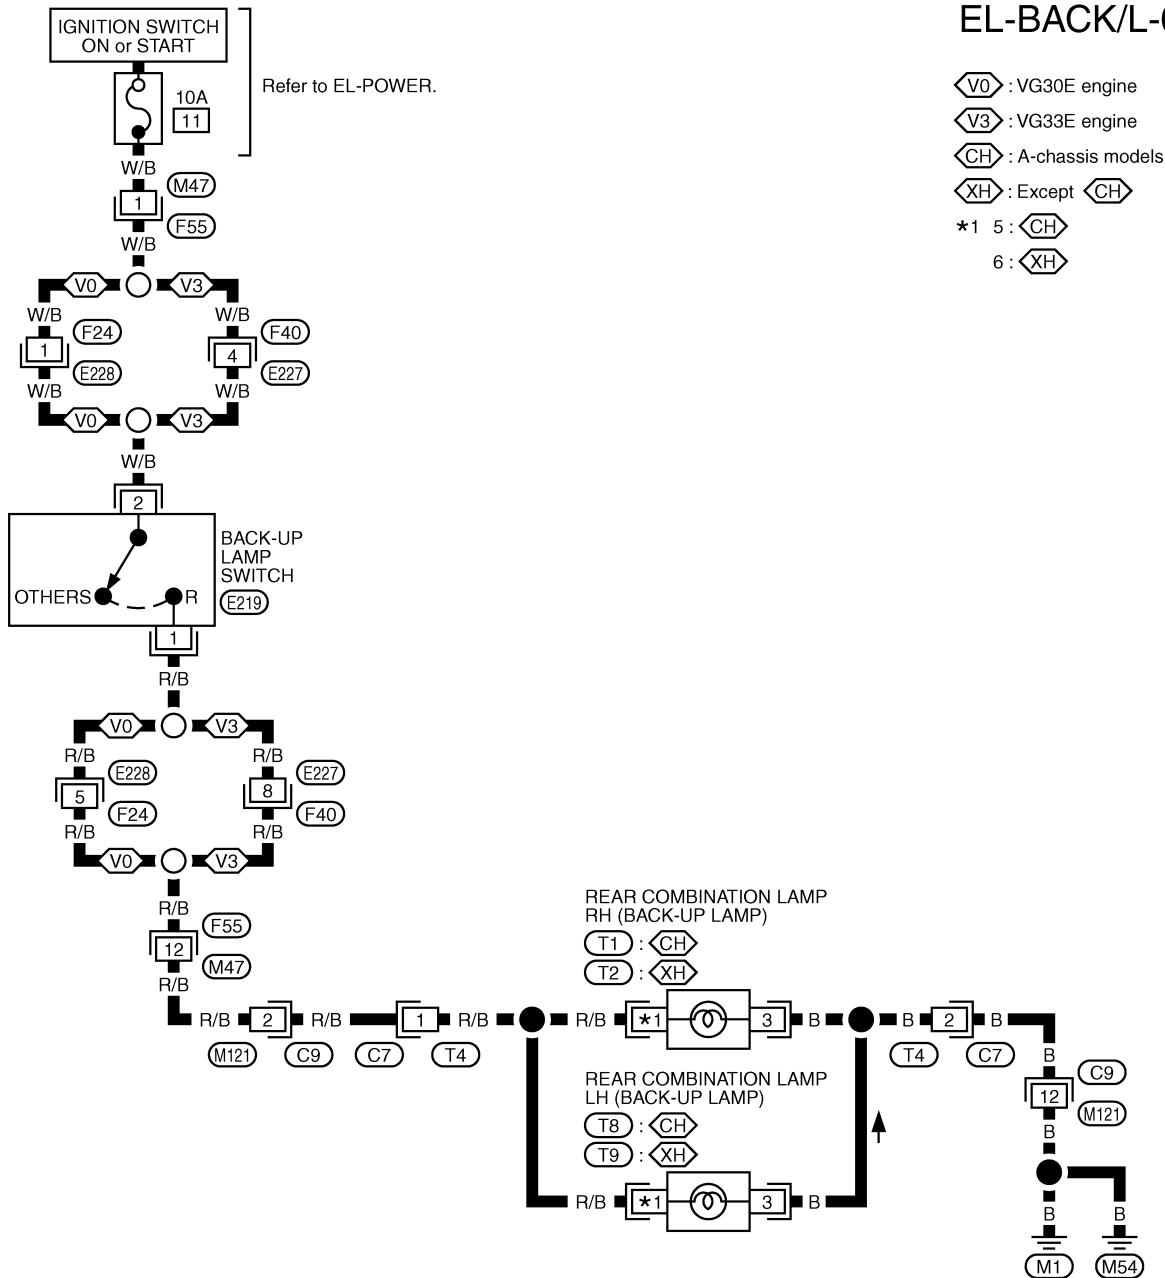 EL-BACK/L-
IGNITION SWITCH
ON or START
Refer to EL-POWER.
10A
11
V0 : VG30E engine
V3 : VG33E engine
CH : A-chassis models
XH : Except CH
*1 5 : CH
6 : XH
W/B
1
M47
F55
W/B
V0
V3
W/B
W/B
1
F24
E228
4
F40
E227
W/B
W/B
V0
V3
W/B
2
BACK-UP
LAMP
SWITCH
E219
OTHERS
R
1
R/B
V0
V3
R/B
R/B
5
E228
F24
8
E227
F40
R/B
R/B
V0
V3
R/B
12
F55
M47
R/B
REAR COMBINATION LAMP
RH (BACK-UP LAMP)
T1 : CH
T2 : XH
R/B 2 R/B 1 R/B R/B *1 3 B B 2 B
M121 C9 C7 T4 T4 C7
B
12
C9
M121
B
REAR COMBINATION LAMP
LH (BACK-UP LAMP)
T8 : CH
T9 : XH
R/B *1 3 B
B B
M1 M54